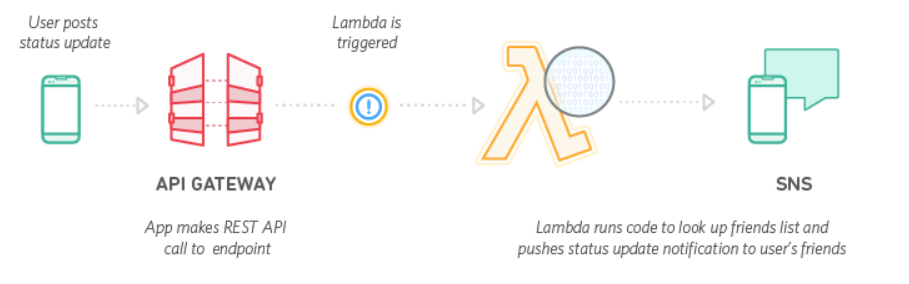 User posts
status update
Lambda is
triggered
API GATEWAY
SNS
App makes REST API
call to endpoint
Lambda runs code to look up friends list and
pushes status update notification to user's friends